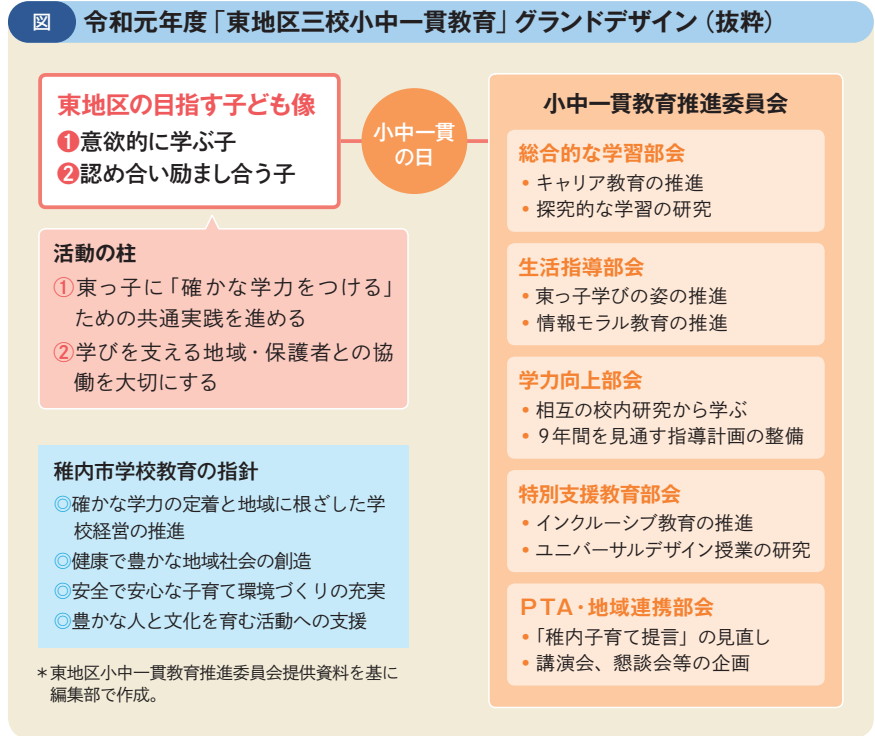 図 令和元年度「東地区三校小中一貫教育」グランドデザイン（抜粋）
東地区の目指す子ども像
❶意欲的に学ぶ子
❷認め合い励まし合う子
小中一貫
の日
活動の柱
①東っ子に「確かな学力をつける」
ための共通実践を進める
②学びを支える地域・保護者との協
働を大切にする
稚内市学校教育の指針
◎確かな学力の定着と地域に根ざした学
校経営の推進
◎健康で豊かな地域社会の創造
◎安全で安心な子育て環境づくりの充実
◎豊かな人と文化を育む活動への支援
＊東地区小中一貫教育推進委員会提供資料を基に
編集部で作成。
小中一貫教育推進委員会
総合的な学習部会
・キャリア教育の推進
・探究的な学習の研究
生活指導部会
・東っ子学びの姿の推進
・情報モラル教育の推進
学力向上部会
・相互の校内研究から学ぶ
・９年間を見通す指導計画の整備
特別支援教育部会
・インクルーシブ教育の推進
・ユニバーサルデザイン授業の研究
ＰＴＡ・地域連携部会
・「稚内子育て提言」の見直し
・講演会、懇談会等の企画